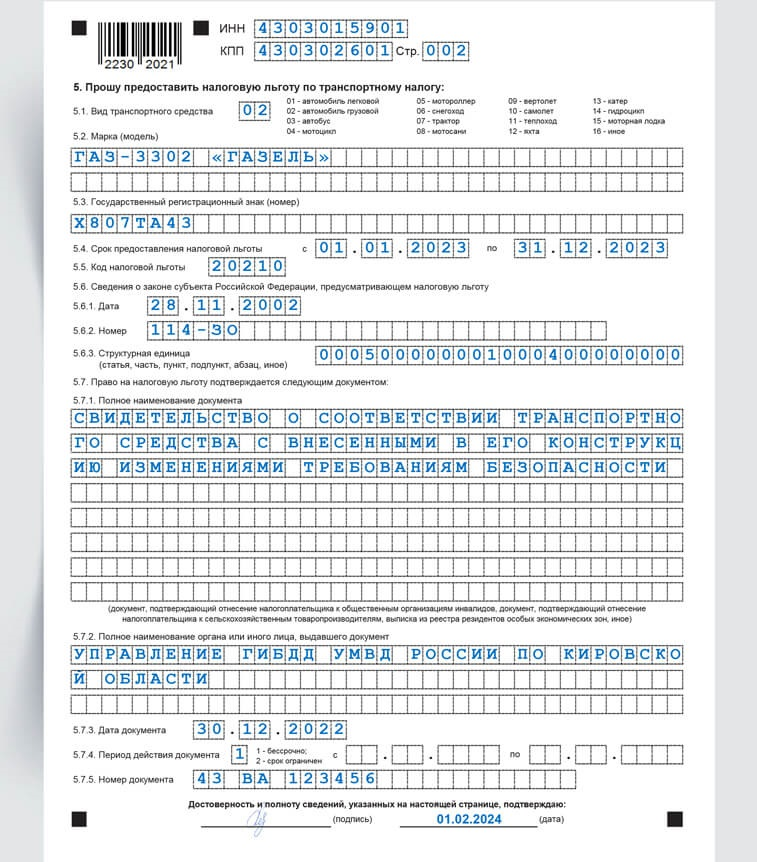 ИНН 4303015901
КПП 430302601 Стр. 002
2230 2021
5. Прошу предоставить налоговую льготу по транспортному налогу:
5.1. Вид транспортного средства 02
01 - автомобиль легковой 05 - мотороллер 09 - вертолет 13 - катер
02 - автомобиль грузовой 06 - снегоход 10 - самолет 14 - гидроцикл
03 - автобус 07 - трактор 11 - теплоход 15 - моторная лодка
04 - мотоцикл 08 - мотосани 12 - яхта 16 - иное
5.2. Марка (модель)
ГАЗ-3302 «ГАЗЕЛЬ»
5.3. Государственный регистрационный знак (номер)
Х807ТА43
5.4. Срок предоставления налоговой льготы с 01.01.2023 по 31.12.2023
5.5. Код налоговой льготы 20210
5.6. Сведения о законе субъекта Российской Федерации, предусматривающем налоговую льготу
5.6.1. Дата 28.11.2002
5.6.2. Номер 114-ЗО
5.6.3. Структурная единица 000500000001000400000000
(статья, часть, пункт, подпункт, абзац, иное)
5.7. Право на налоговую льготу подтверждается следующим документом:
5.7.1. Полное наименование документа
СВИДЕТЕЛЬСТВО О СООТВЕТСТВИИ ТРАНСПОРТНО
ГО СРЕДСТВА С ВНЕСЕННЫМИ В ЕГО КОНСТРУКЦ
ИЮ ИЗМЕНЕНИЯМИ ТРЕБОВАНИЯМ БЕЗОПАСНОСТИ
(документ, подтверждающий отнесение налогоплательщика к общественным организациям инвалидов, документ, подтверждающий отнесение
налогоплательщика к сельскохозяйственным товаропроизводителям, выписка из реестра резидентов особых экономических зон, иное)
5.7.2. Полное наименование органа или иного лица, выдавшего документ
УПРАВЛЕНИЕ ГИБДД УМВД РОССИИ ПО КИРОВСКО
Й ОБЛАСТИ
5.7.3. Дата документа 30.12.2022
5.7.4. Период действия документа 1 1 - бессрочно; с . . по . .
2 - срок ограничен
5.7.5. Номер документа 43 ВА 123456
Достоверность и полноту сведений, указанных на настоящей странице, подтверждаю:
(подпись) 01.02.2024 (дата)